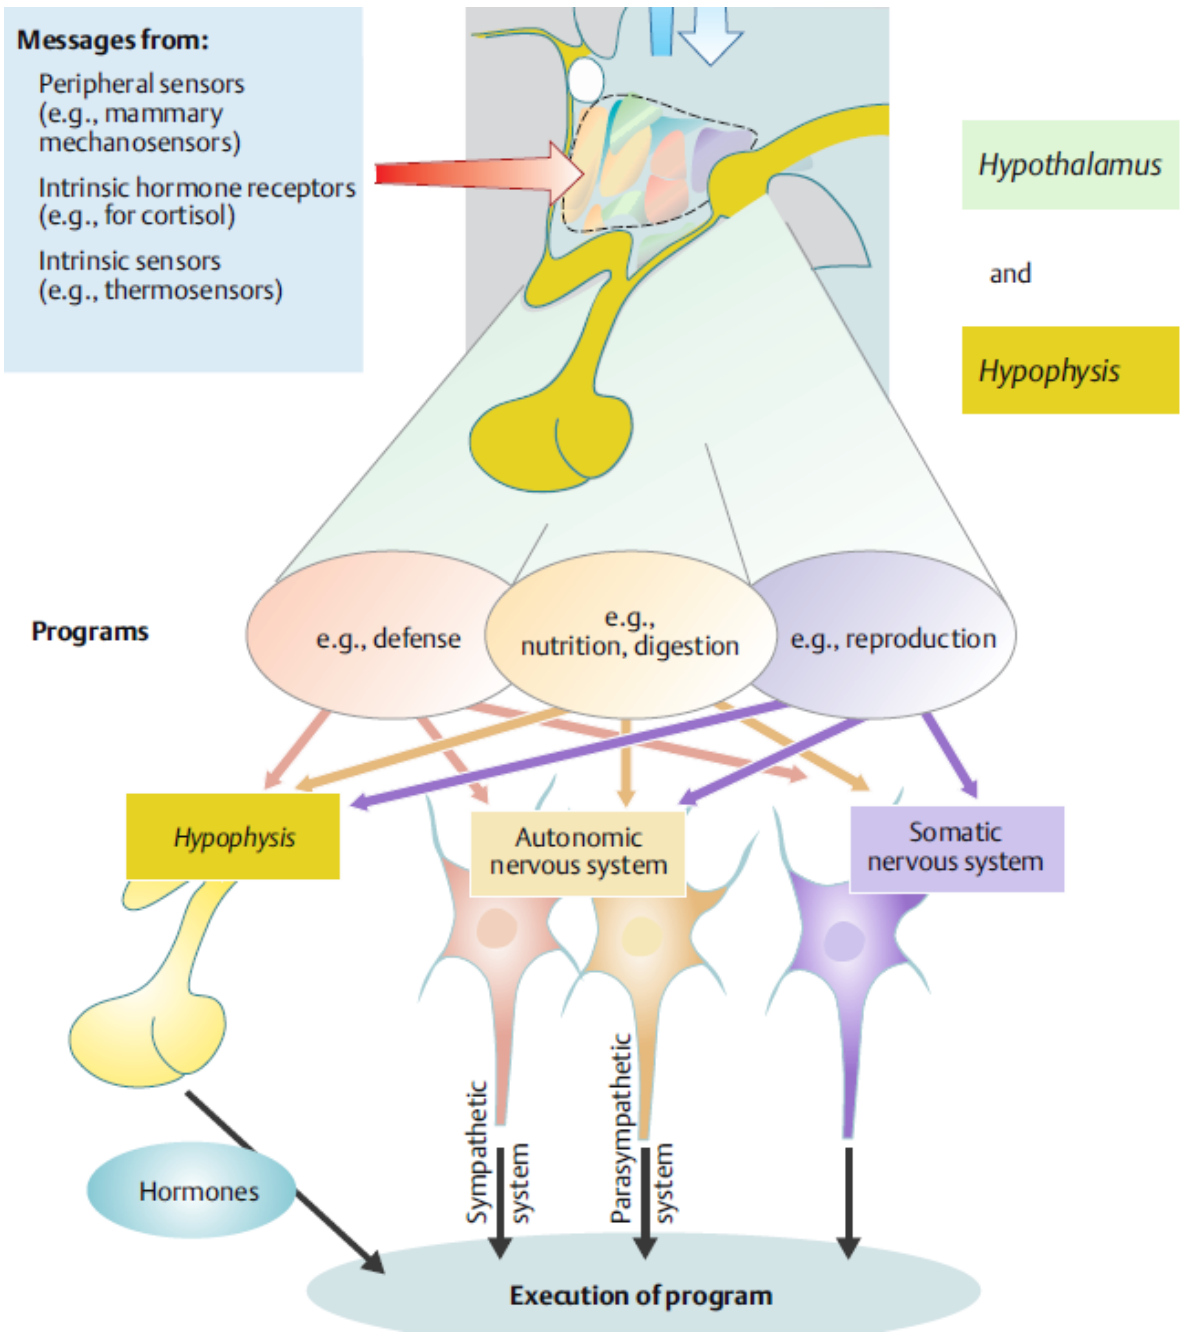 Messages from:
Peripheral sensors
(e.g., mammary
mechanosensors)
Intrinsic hormone receptors
(e.g., for cortisol)
Intrinsic sensors
(e.g., thermosensors)
Hypothalamus
and
Hypophysis
Programs
e.g., defense
e.g.,
nutrition, digestion
e.g., reproduction
Hypophysis
Autonomic
nervous system
Somatic
nervous system
Sympathetic
system
Parasympathetic
system
Hormones
Execution of program